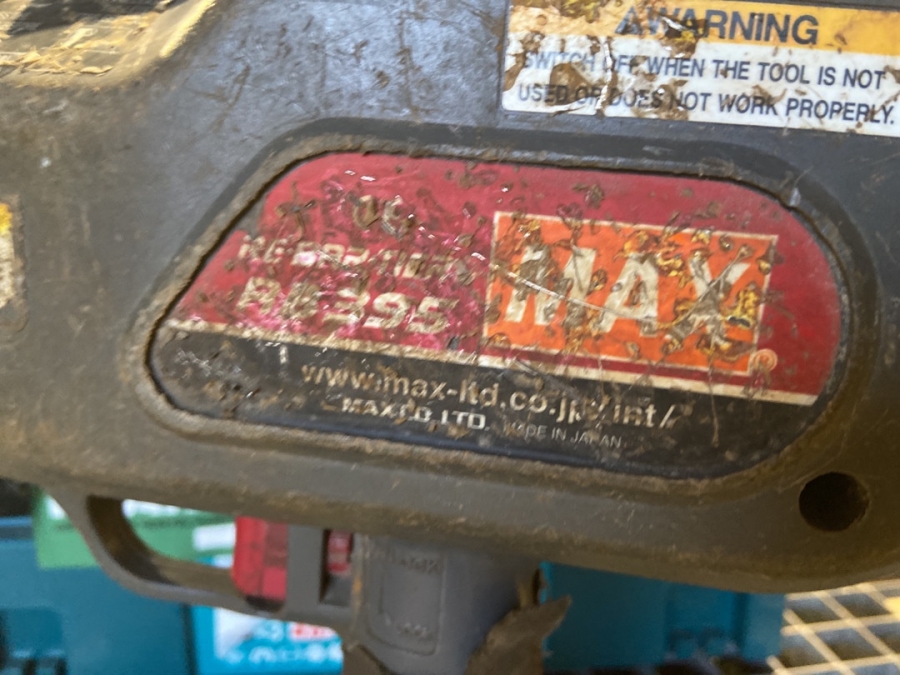 WARNING
SWITCH OFF WHEN THE TOOL IS NOT
USED OR DOES NOT WORK PROPERLY.
RB395
MAX
®
www.max-ltd.co.jp/int/
MAX CO.,LTD. MADE IN JAPAN